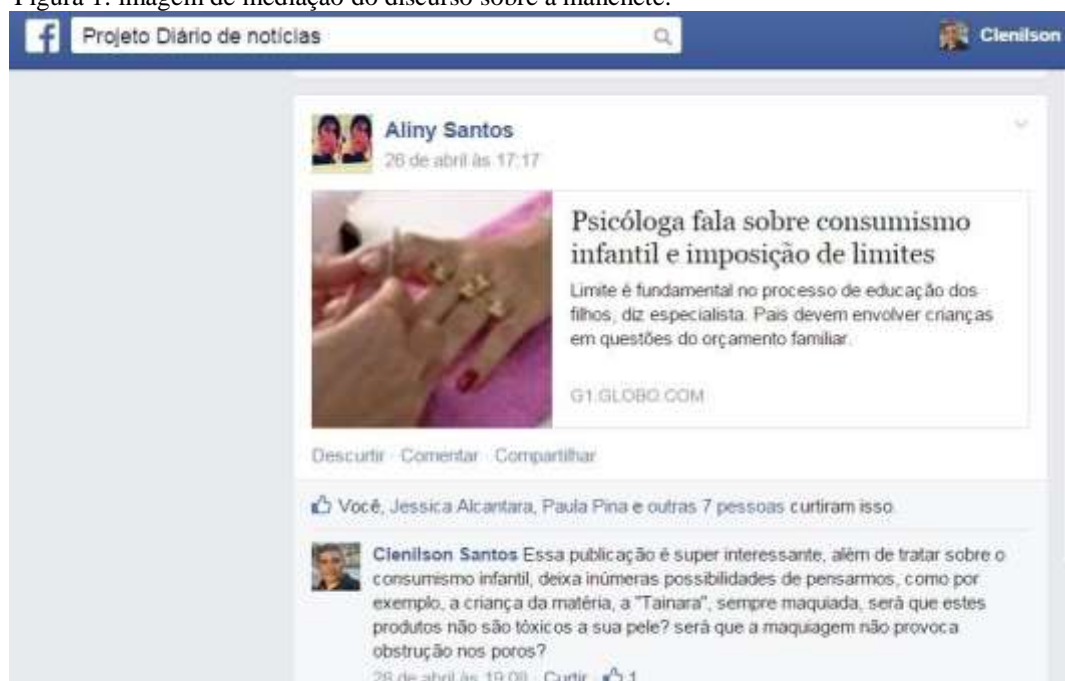 Figura 1: Imagem de mediação do discurso sobre a manchete.
f Projeto Diário de notícias
Clenilson
Aliny Santos
26 de abril às 17:17
Psicóloga fala sobre consumismo
infantil e imposição de limites
Limite é fundamental no processo de educação dos
filhos, diz especialista. Pais devem envolver crianças
em questões do orçamento familiar.
G1.GLOBO.COM
Descurtir · Comentar · Compartilhar
Você, Jessica Alcantara, Paula Pina e outras 7 pessoas curtiram isso.
Clenilson Santos Essa publicação é super interessante, além de tratar sobre o
consumismo infantil, deixa inúmeras possibilidades de pensarmos, como por
exemplo, a criança da matéria, a "Tainara", sempre maquiada, será que estes
produtos não são tóxicos a sua pele? será que a maquiagem não provoca
obstrução nos poros?
28 de abril às 19:08 · Curtir · 1